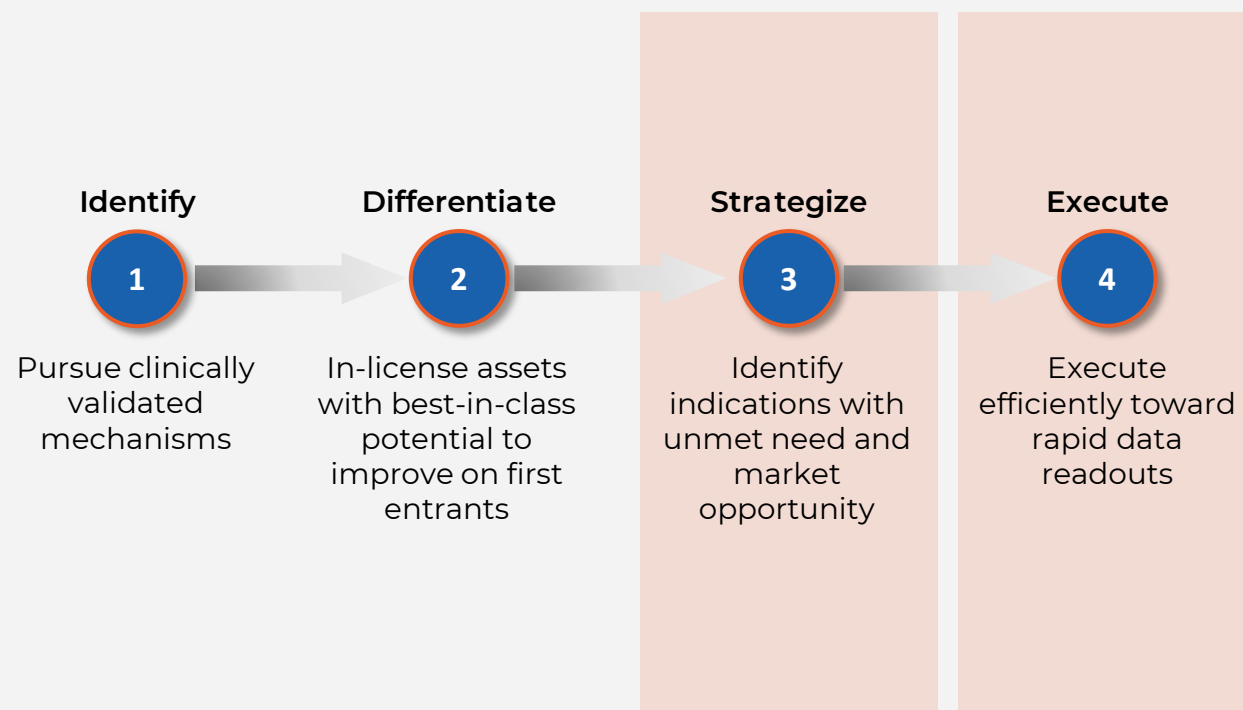 Identify
1
Pursue clinically
validated
mechanisms
Differentiate
2
In-license assets
with best-in-class
potential to
improve on first
entrants
Strategize
3
Identify
indications with
unmet need and
market
opportunity
Execute
4
Execute
efficiently toward
rapid data
readouts